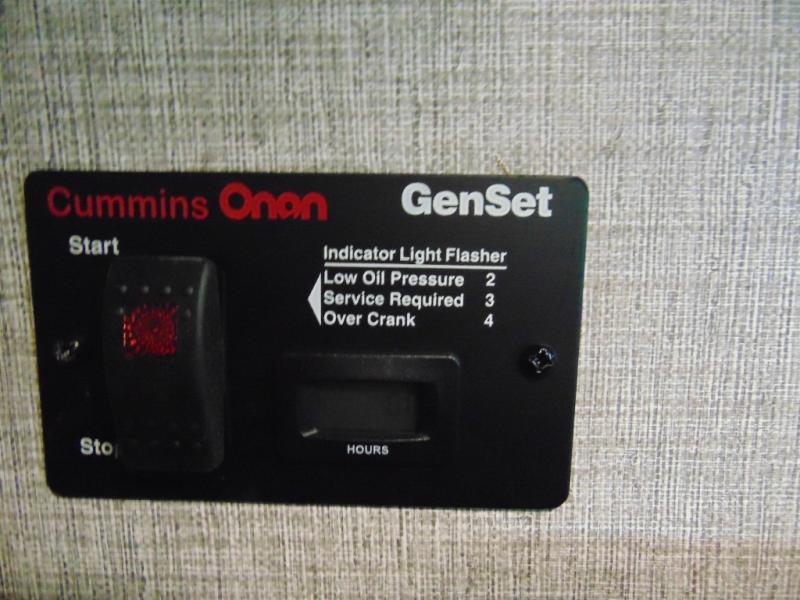 Cummins Onan GenSet
Start
Indicator Light Flasher
Low Oil Pressure 2
Service Required 3
Over Crank 4
Stop
HOURS